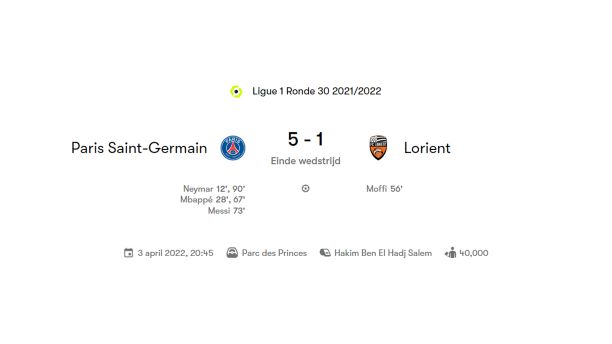 Ligue 1 Ronde 30 2021/2022
Paris Saint-Germain 5 - 1 Lorient
Einde wedstrijd
Neymar 12', 90' Moffi 56'
Mbappé 28', 67'
Messi 73'
3 april 2022, 20:45 Parc des Princes Hakim Ben El Hadj Salem 40,000